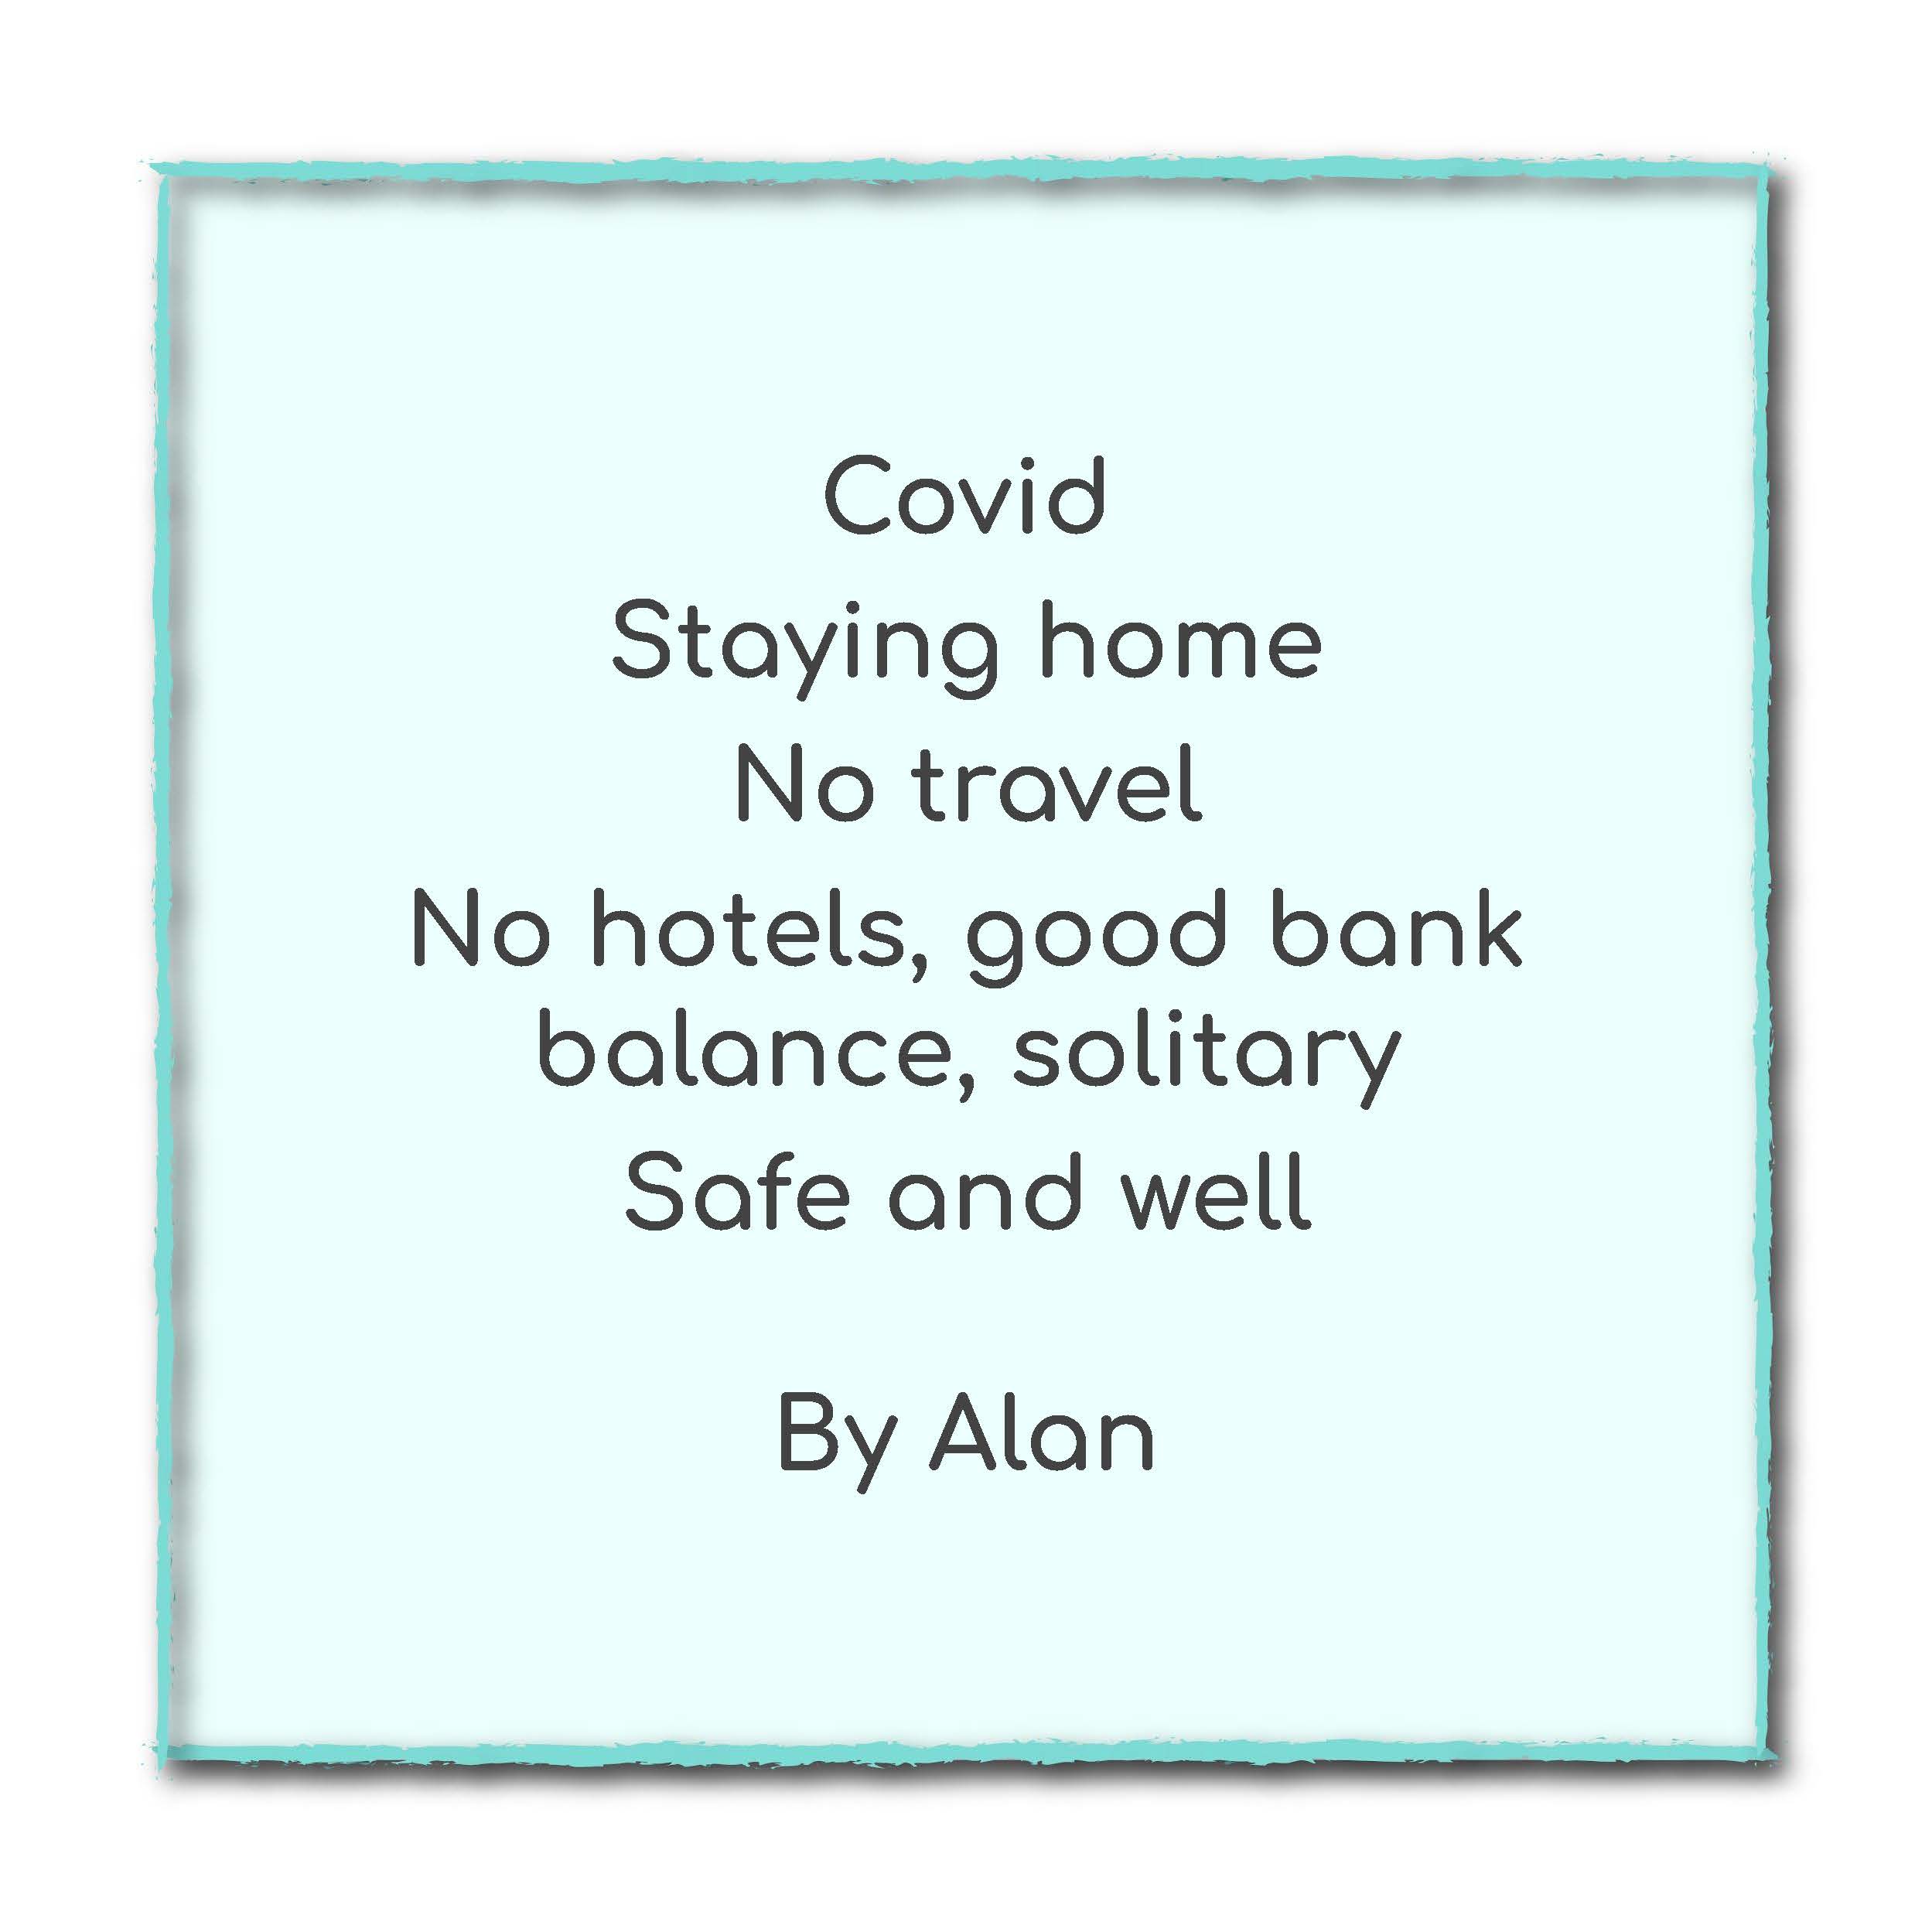 Covid
Staying home
No travel
No hotels, good bank
balance, solitary
Safe and well
By Alan